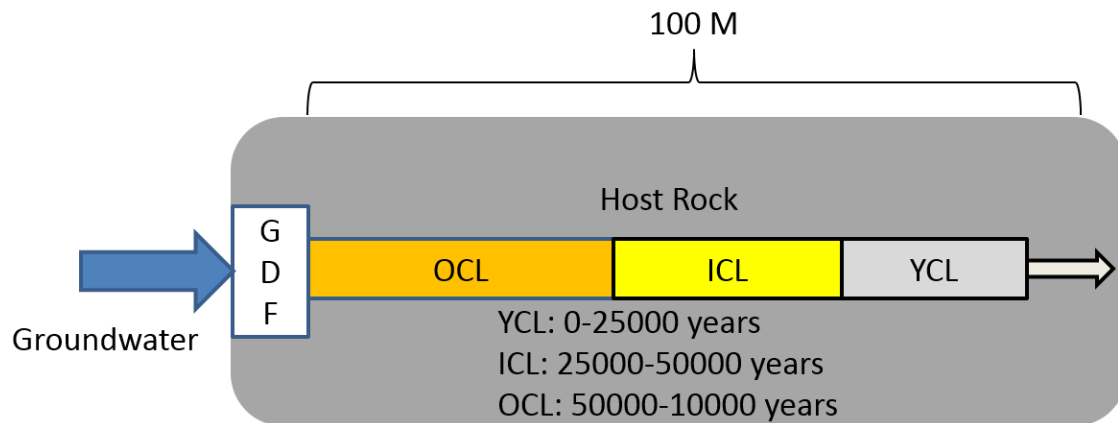 100 M
Host Rock
G
D
F
OCL
ICL
YCL
Groundwater
YCL: 0-25000 years
ICL: 25000-50000 years
OCL: 50000-10000 years